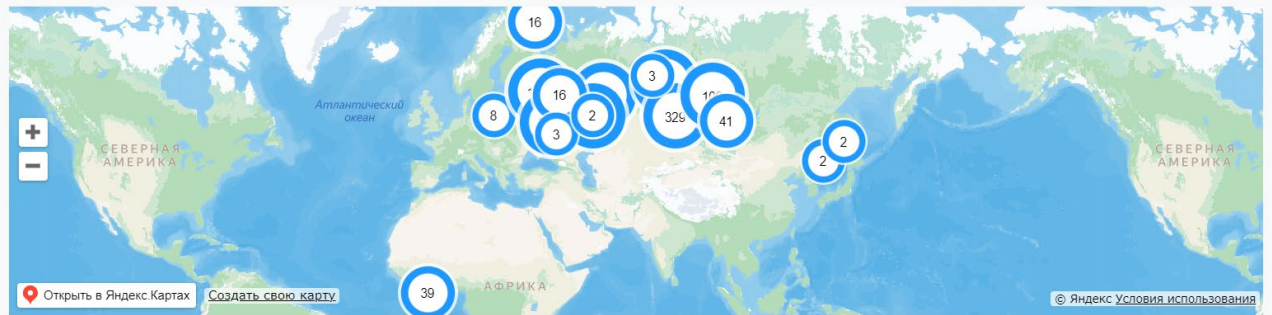 16
3
16
329
41
8
2
3
2
2
Атлантический
океан
СЕВЕРНАЯ
АМЕРИКА
СЕВЕРНАЯ
АМЕРИКА
АФРИКА
39
Открыть в Яндекс.Картах
Создать свою карту
© Яндекс Условия использования